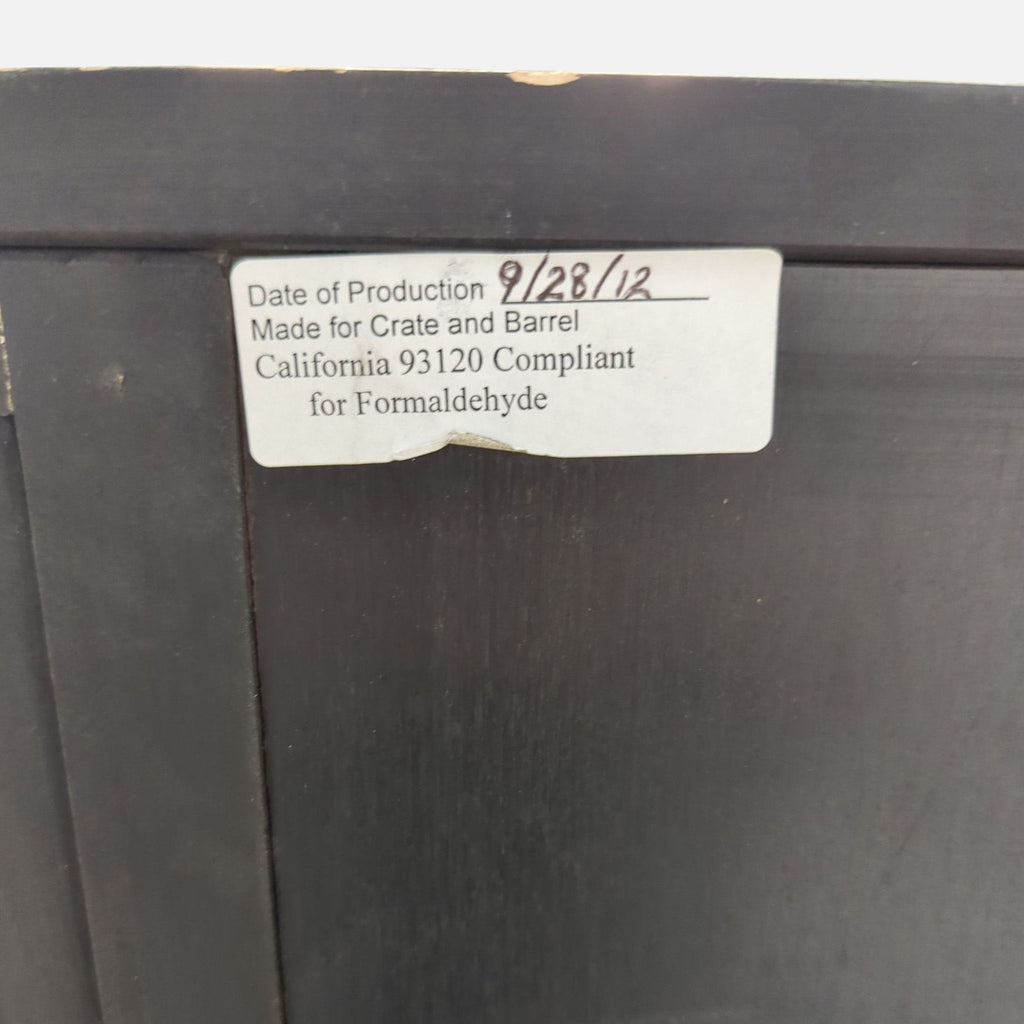 Date of Production 9/28/12
Made for Crate and Barrel
California 93120 Compliant
for Formaldehyde